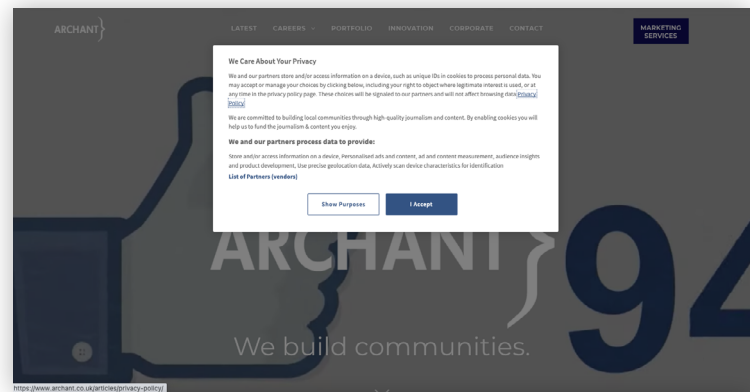 ARCHANT
LATEST CAREERS PORTFOLIO INNOVATION CORPORATE CONTACT
MARKETING
SERVICES
We Care About Your Privacy
We and our partners store and/or access information on a device, such as unique IDs in cookies to process personal data. You
may accept or manage your choices by clicking below, including your right to object where legitimate interest is used, or at
any time in the privacy policy page. These choices will be signaled to our partners and will not affect browsing data. Privacy
Policy
We are committed to building local communities through high-quality journalism and content. By enabling cookies you will
help us to fund the journalism & content you enjoy.
We and our partners process data to provide:
Store and/or access information on a device, Personalised ads and content, ad and content measurement, audience insights
and product development, Use precise geolocation data, Actively scan device characteristics for identification
List of Partners (vendors)
Show Purposes I Accept
ARCHANT
94
We build communities.
https://www.archant.co.uk/articles/privacy-policy/